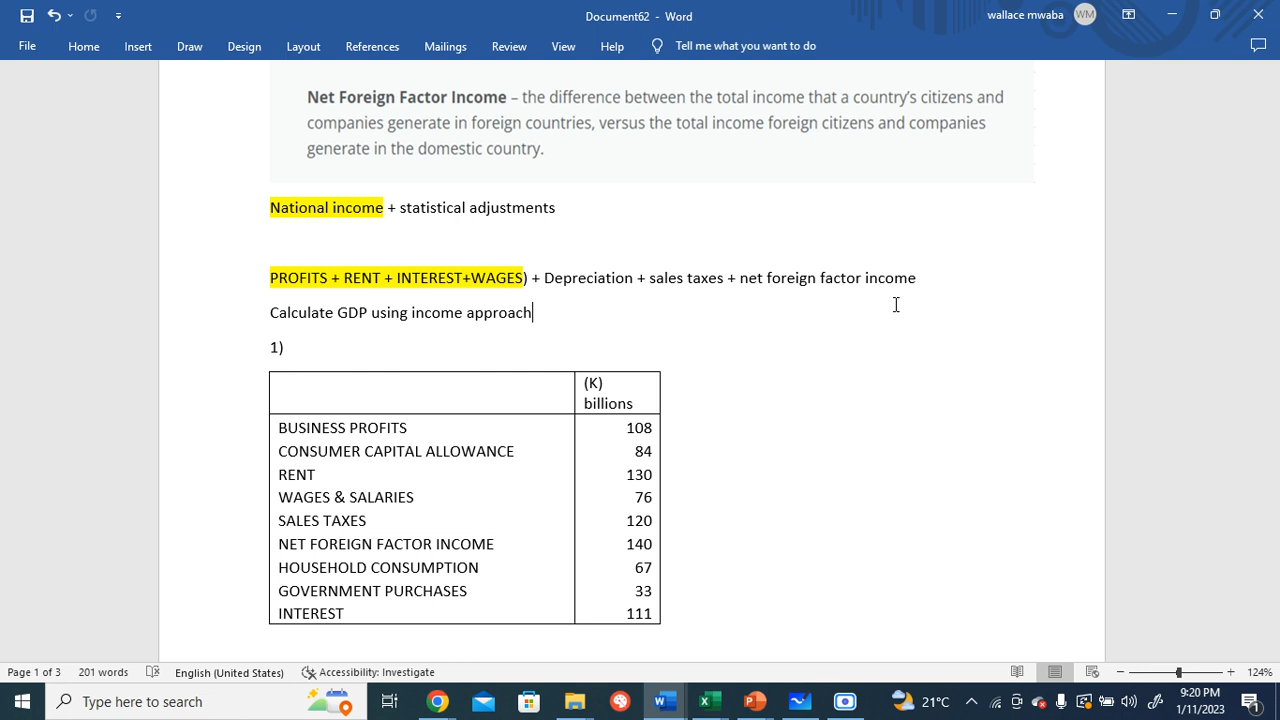 Document62 - Word
wallace mwaba
WM
File Home Insert Draw Design Layout References Mailings Review View Help Tell me what you want to do
Net Foreign Factor Income – the difference between the total income that a country's citizens and
companies generate in foreign countries, versus the total income foreign citizens and companies
generate in the domestic country.
National income + statistical adjustments
PROFITS + RENT + INTEREST+WAGES) + Depreciation + sales taxes + net foreign factor income
Calculate GDP using income approach
1)
(K)
billions
BUSINESS PROFITS 108
CONSUMER CAPITAL ALLOWANCE 84
RENT 130
WAGES & SALARIES 76
SALES TAXES 120
NET FOREIGN FACTOR INCOME 140
HOUSEHOLD CONSUMPTION 67
GOVERNMENT PURCHASES 33
INTEREST 111
Page 1 of 3 201 words English (United States) Accessibility: Investigate 124%
Type here to search
21°C
9:20 PM
1/11/2023
1